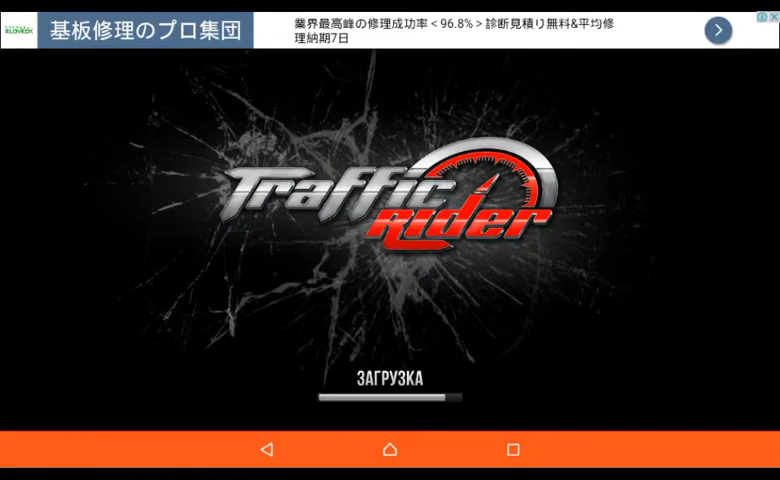 基板修理のプロ集団
業界最高峰の修理成功率＜96.8%＞診断見積り無料&平均修
理納期7日
Traffic
Rider
ЗАГРУЗКА